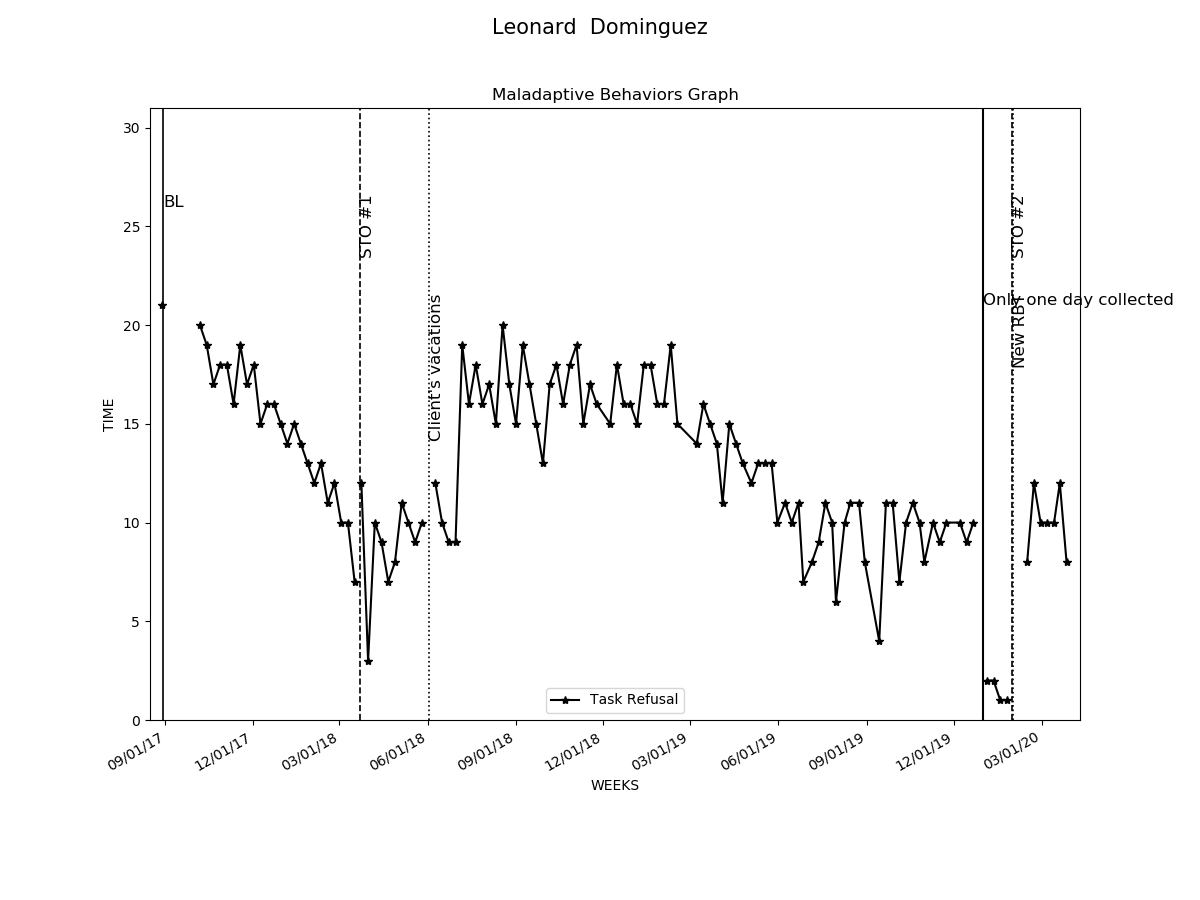 Leonard  Dominguez
Maladaptive Behaviors Graph
30
25
20
15
10
5
0
TIME
BL
STO #1
Client's vacations
Only one day collected
STO #2
New RBT
Task Refusal
09/01/17
12/01/17
03/01/18
06/01/18
09/01/18
12/01/18
03/01/19
06/01/19
09/01/19
12/01/19
03/01/20
WEEKS